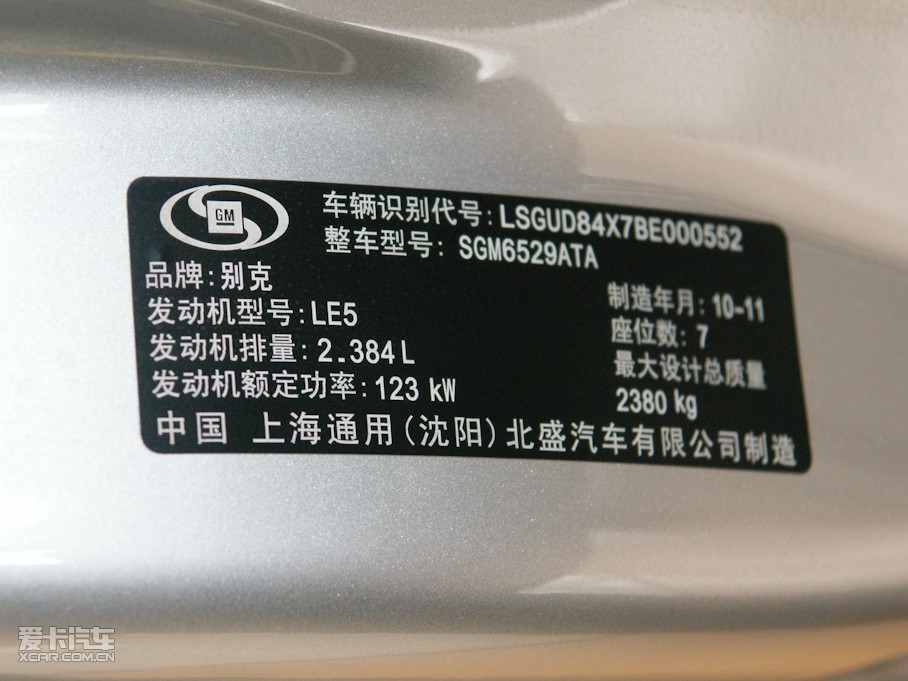 GM
车辆识别代号: LSGUD84X7BE000552
整车型号: SGM6529ATA
品牌: 别克
制造年月: 10-11
发动机型号: LE5
座位数: 7
发动机排量: 2.384L
最大设计总质量
发动机额定功率: 123 kW
2380 kg
中国 上海通用(沈阳)北盛汽车有限公司制造
爱卡汽车
XCAR.COM.CN